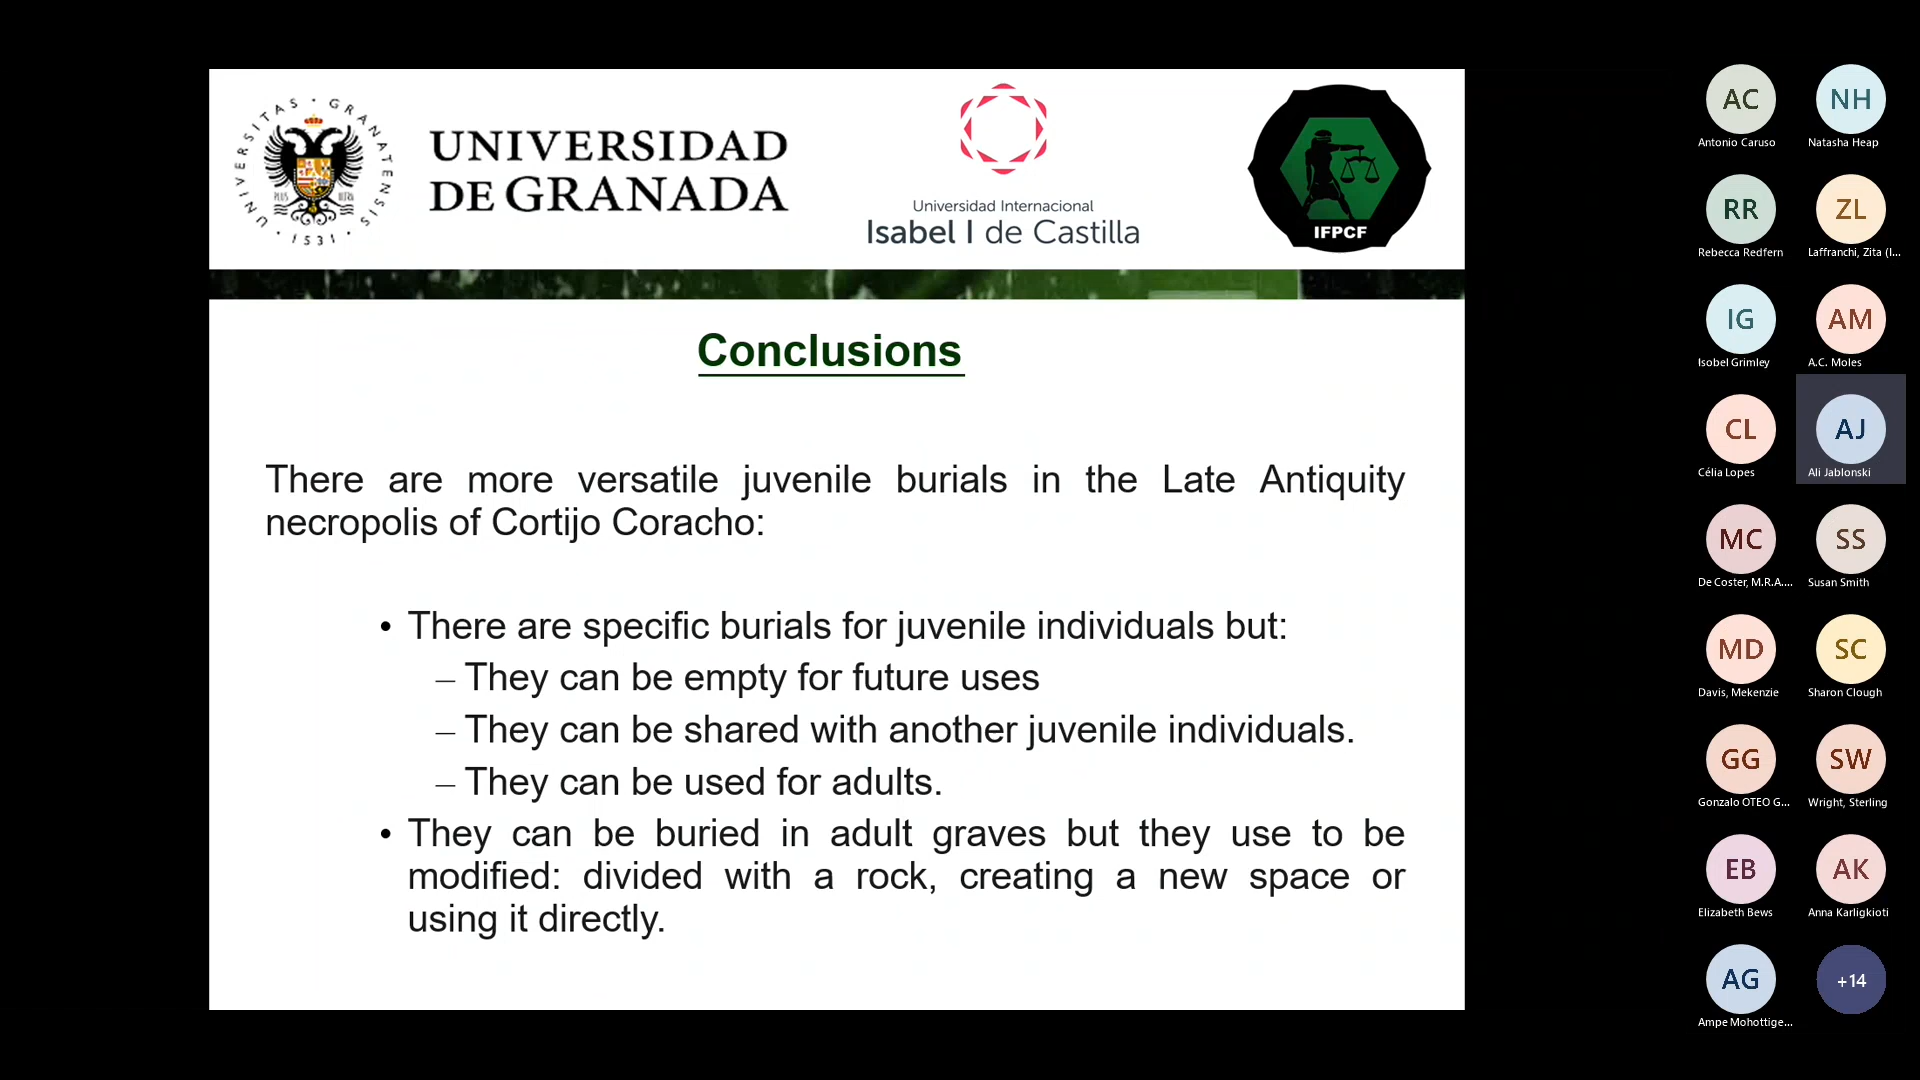 UNIVERSITAS · GRANATENSIS · 1531 ·
PLUS ULTRA
UNIVERSIDAD
DE GRANADA
Universidad Internacional
Isabel I de Castilla
IFPCF
Conclusions
There are more versatile juvenile burials in the Late Antiquity
necropolis of Cortijo Coracho:
• There are specific burials for juvenile individuals but:
– They can be empty for future uses
– They can be shared with another juvenile individuals.
– They can be used for adults.
• They can be buried in adult graves but they use to be
modified: divided with a rock, creating a new space or
using it directly.
AC
NH
Antonio Caruso
Natasha Heap
RR
ZL
Rebecca Redfern
Laffranchi, Zita (I...
IG
AM
Isobel Grimley
A.C. Moles
CL
AJ
Célia Lopes
Ali Jablonski
MC
SS
De Coster, M.R.A....
Susan Smith
MD
SC
Davis, Mekenzie
Sharon Clough
GG
SW
Gonzalo OTEO G...
Wright, Sterling
EB
AK
Elizabeth Bews
Anna Karligkioti
AG
+14
Ampe Mohottige...